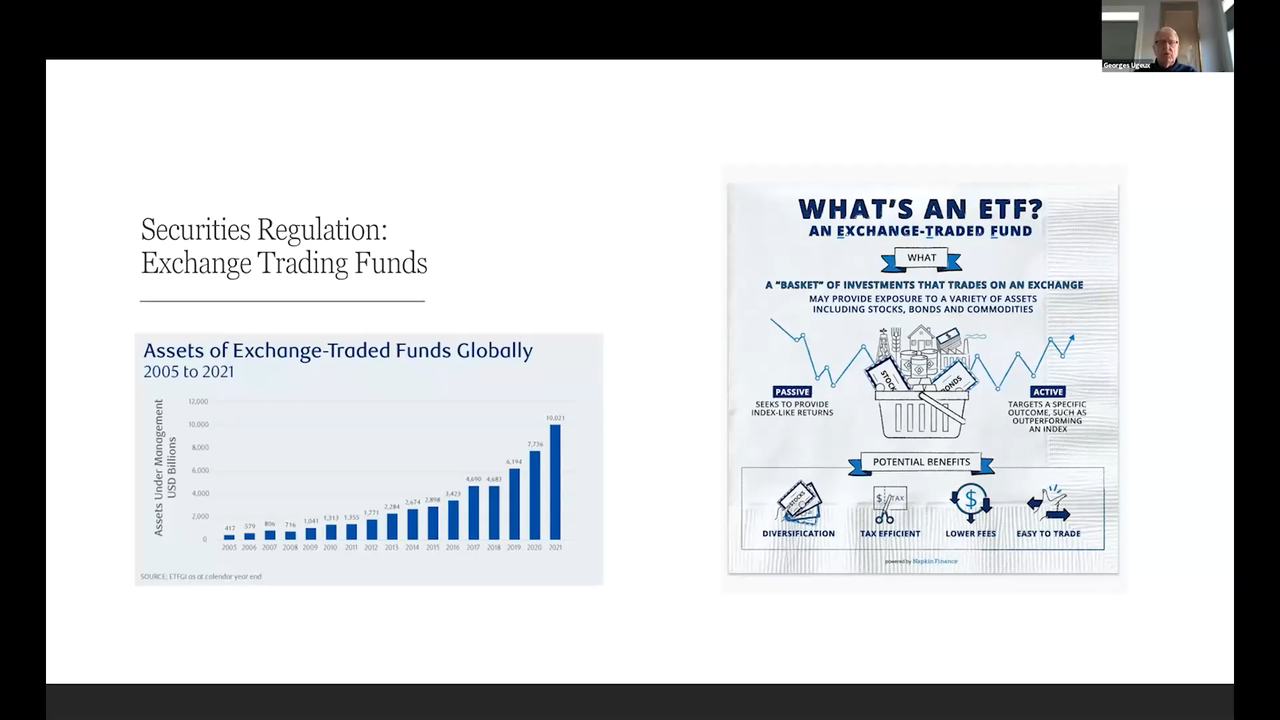 Georges Ugeux
Securities Regulation:
Exchange Trading Funds
Assets of Exchange-Traded Funds Globally
2005 to 2021
Assets Under Management
USD Billions
12,000
10,000
8,000
6,000
4,000
2,000
0
417 579 806 716 1,041 1,313 1,355 1,771 2,284 2,674 2,898 3,423 4,690 4,683 6,194 7,736 10,021
2005 2006 2007 2008 2009 2010 2011 2012 2013 2014 2015 2016 2017 2018 2019 2020 2021
SOURCE: ETFGI as at calendar year end
WHAT'S AN ETF?
AN EXCHANGE-TRADED FUND
WHAT
A "BASKET" OF INVESTMENTS THAT TRADES ON AN EXCHANGE
MAY PROVIDE EXPOSURE TO A VARIETY OF ASSETS
INCLUDING STOCKS, BONDS AND COMMODITIES
STOCK
BONDS
PASSIVE
SEEKS TO PROVIDE
INDEX-LIKE RETURNS
ACTIVE
TARGETS A SPECIFIC
OUTCOME, SUCH AS
OUTPERFORMING
AN INDEX
POTENTIAL BENEFITS
STOCKS
$ TAX
$
DIVERSIFICATION
TAX EFFICIENT
LOWER FEES
EASY TO TRADE
powered by Napkin Finance